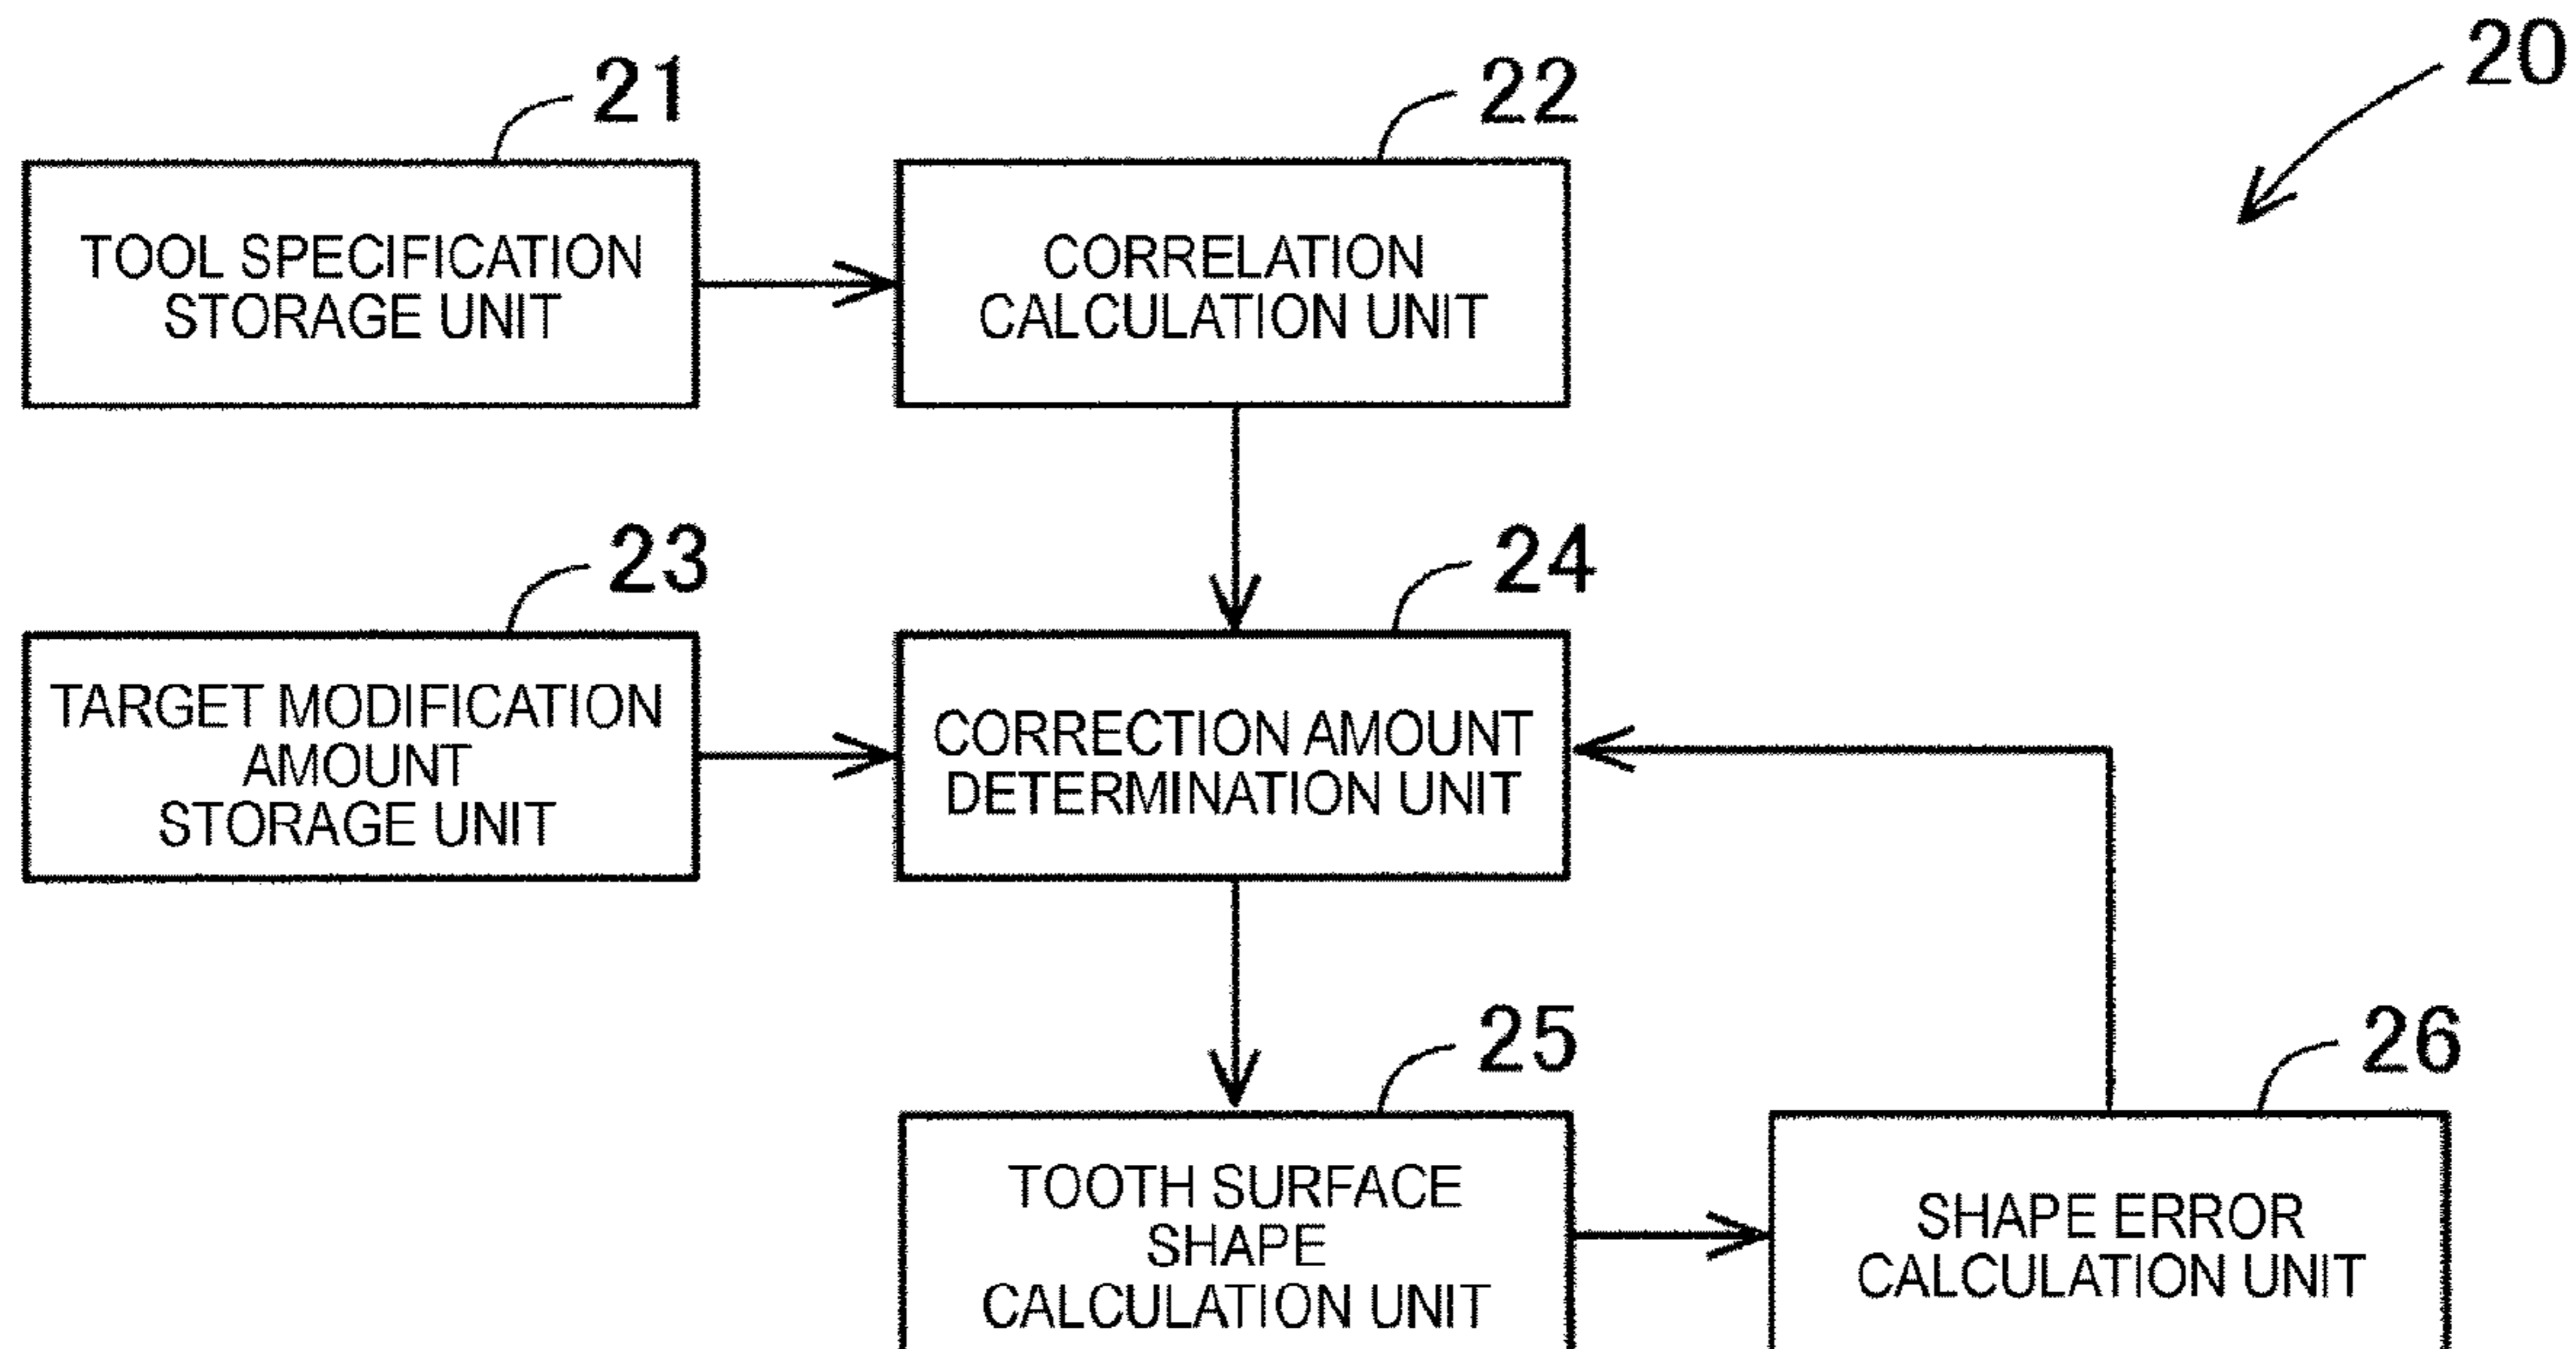 20
21
TOOL SPECIFICATION
STORAGE UNIT
22
CORRELATION
CALCULATION UNIT
23
TARGET MODIFICATION
AMOUNT
STORAGE UNIT
24
CORRECTION AMOUNT
DETERMINATION UNIT
25
TOOTH SURFACE
SHAPE
CALCULATION UNIT
26
SHAPE ERROR
CALCULATION UNIT